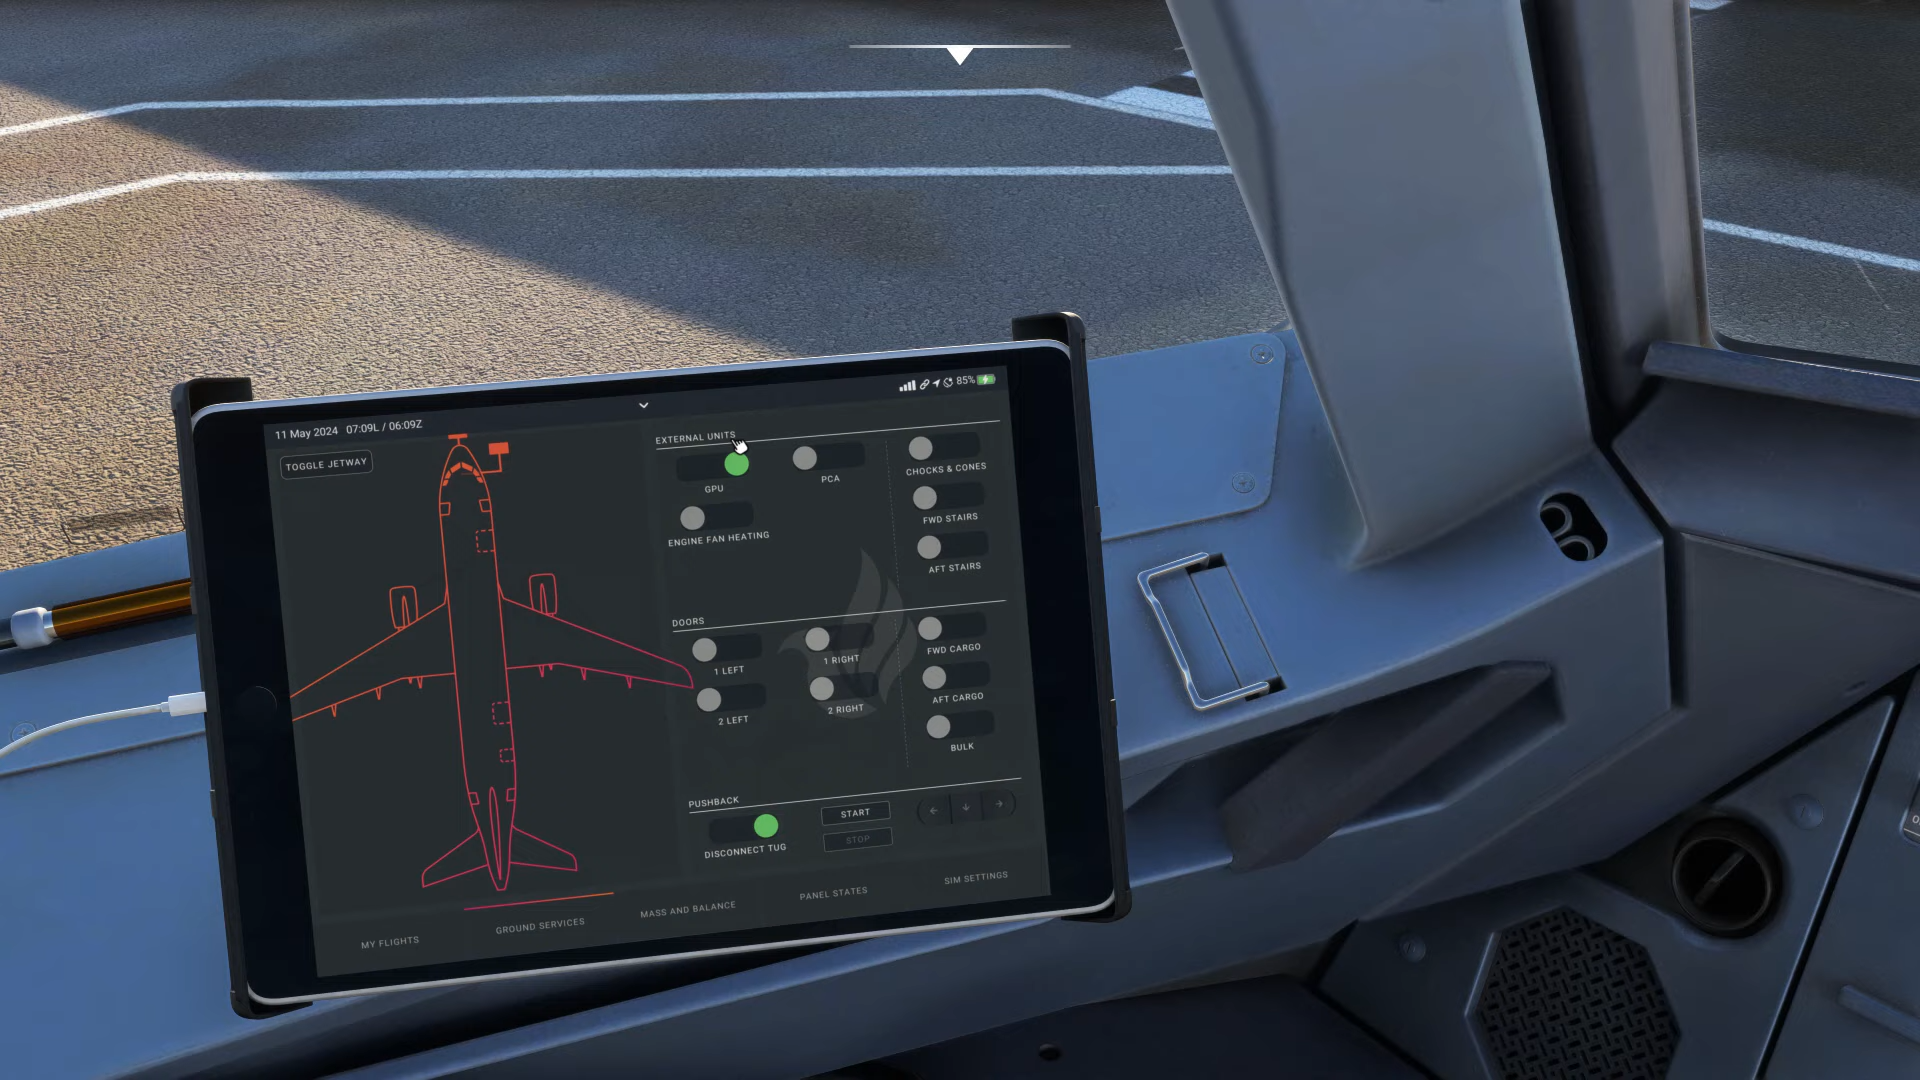 11 May 2024 07:09L / 06:09Z
85%
TOGGLE JETWAY
EXTERNAL UNITS
GPU
PCA
ENGINE FAN HEATING
CHOCKS & CONES
FWD STAIRS
AFT STAIRS
DOORS
1 LEFT
1 RIGHT
2 LEFT
2 RIGHT
FWD CARGO
AFT CARGO
BULK
PUSHBACK
DISCONNECT TUG
START
STOP
MY FLIGHTS
GROUND SERVICES
MASS AND BALANCE
PANEL STATES
SIM SETTINGS